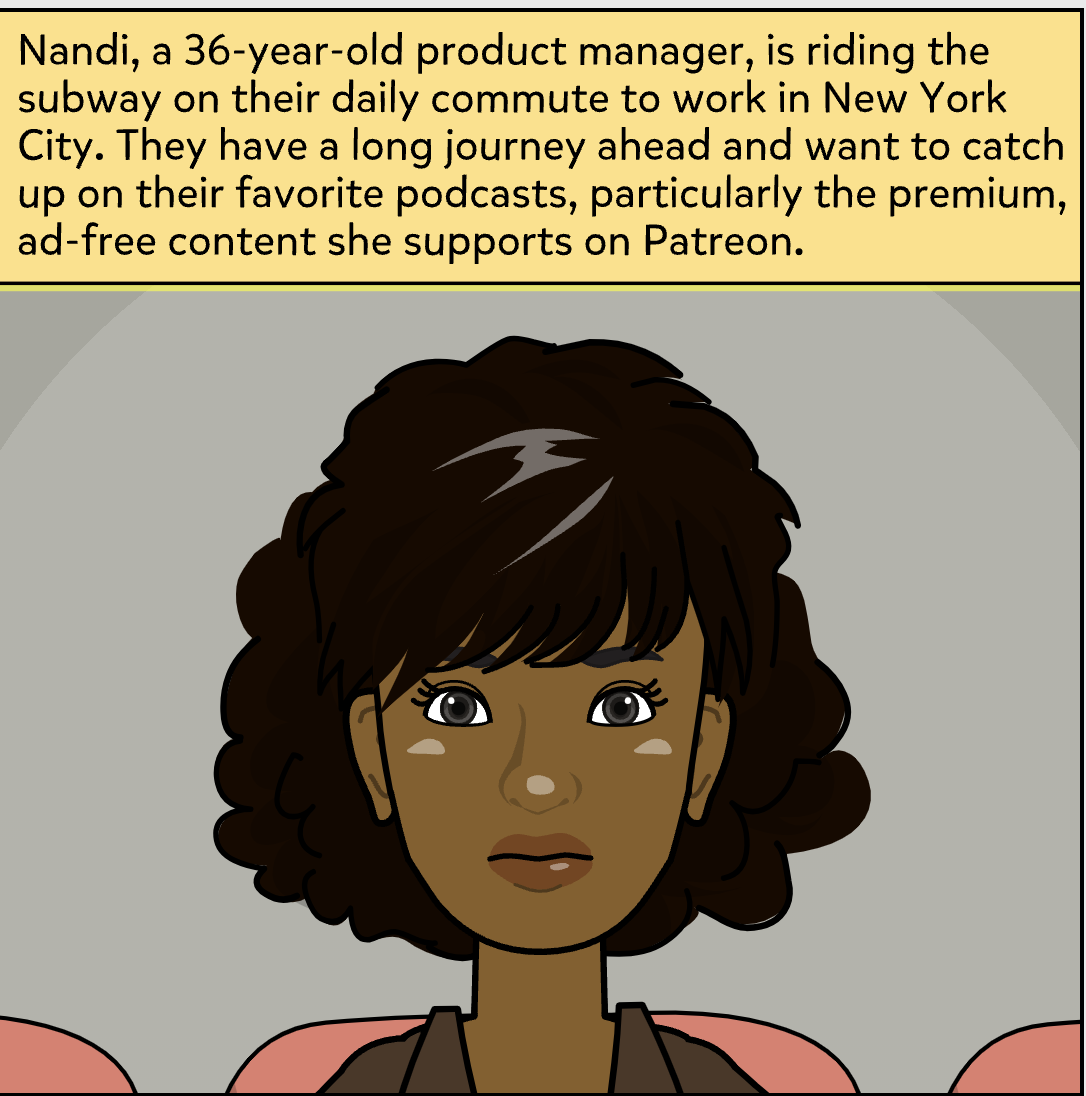 Nandi, a 36-year-old product manager, is riding the
subway on their daily commute to work in New York
City. They have a long journey ahead and want to catch
up on their favorite podcasts, particularly the premium,
ad-free content she supports on Patreon.